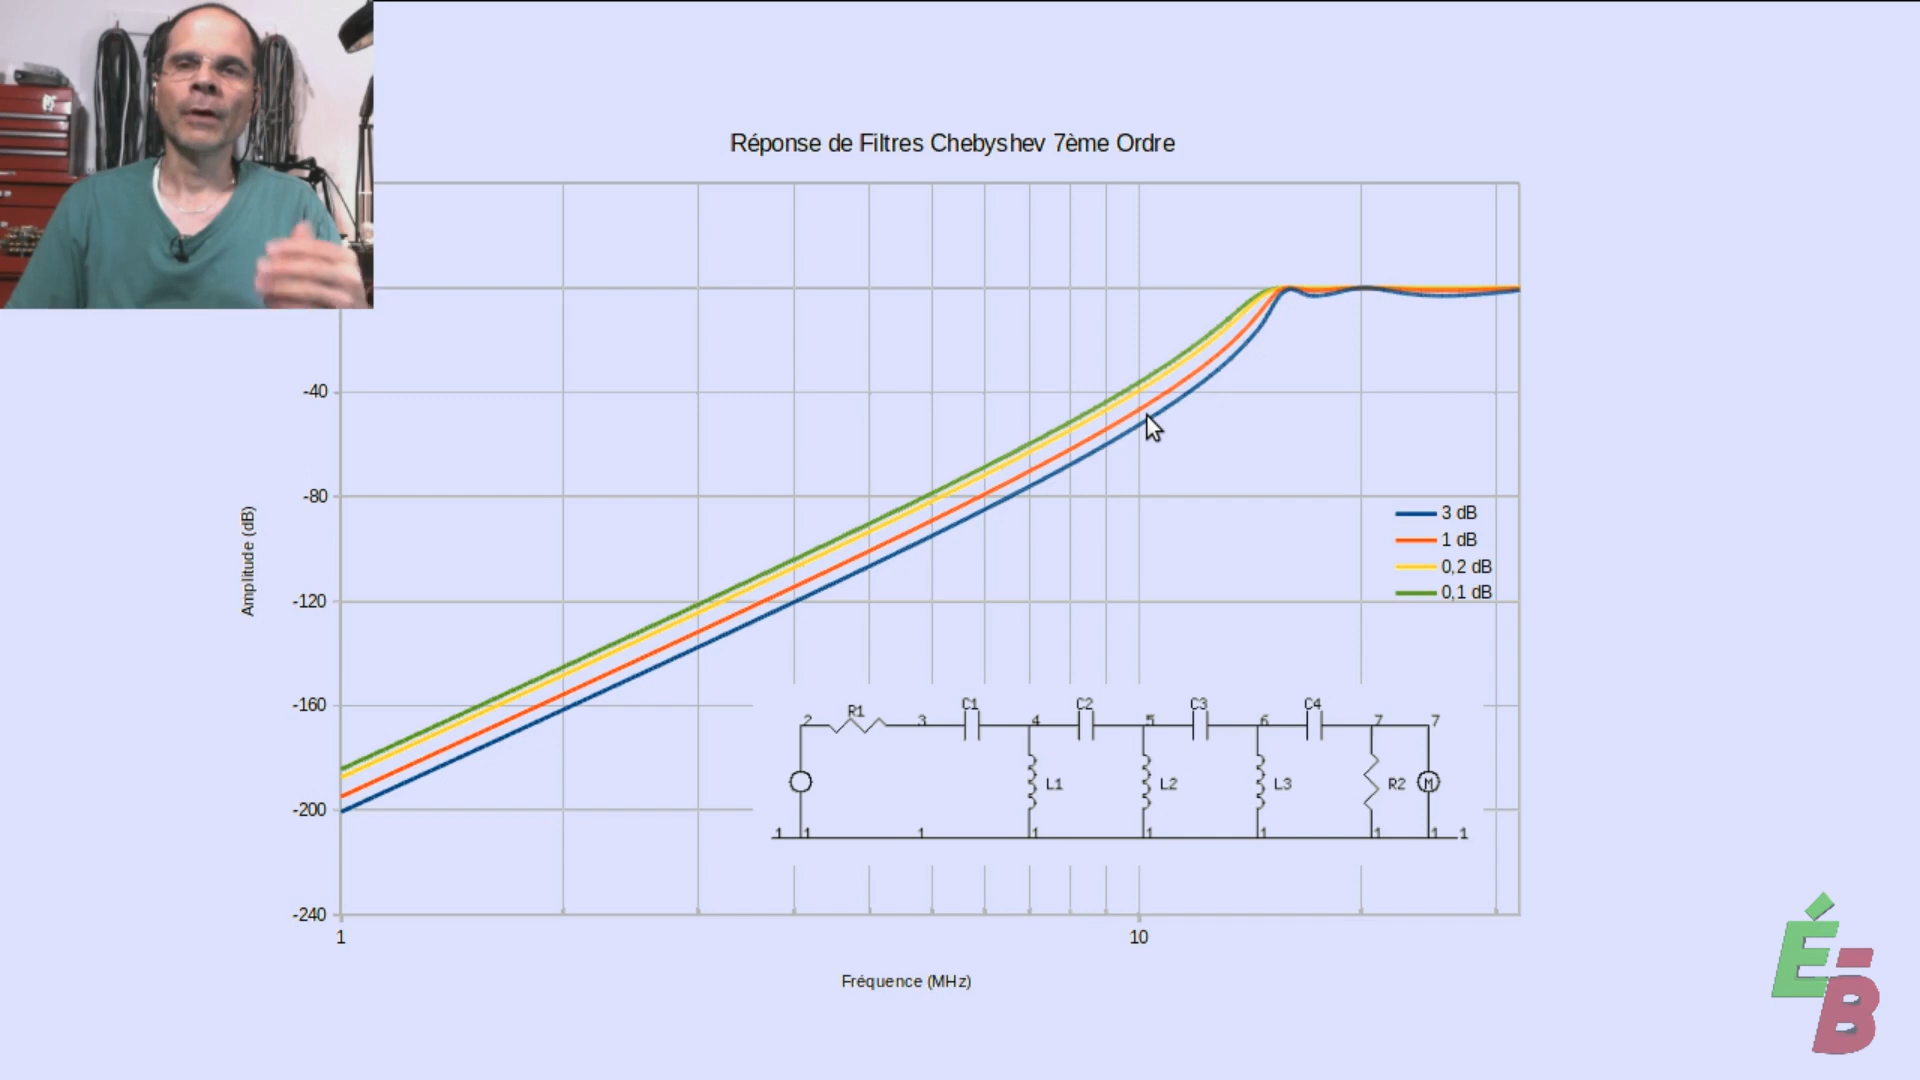 Réponse de Filtres Chebyshev 7ème Ordre
Amplitude (dB)
-40
-80
-120
-160
-200
-240
3 dB
1 dB
0,2 dB
0,1 dB
R1 C1 C2 C3 C4
2 3 4 5 6 7 7
L1 L2 L3 R2 M
1 1 1 1 1 1 1 1 1
1 10
Fréquence (MHz)
É-B